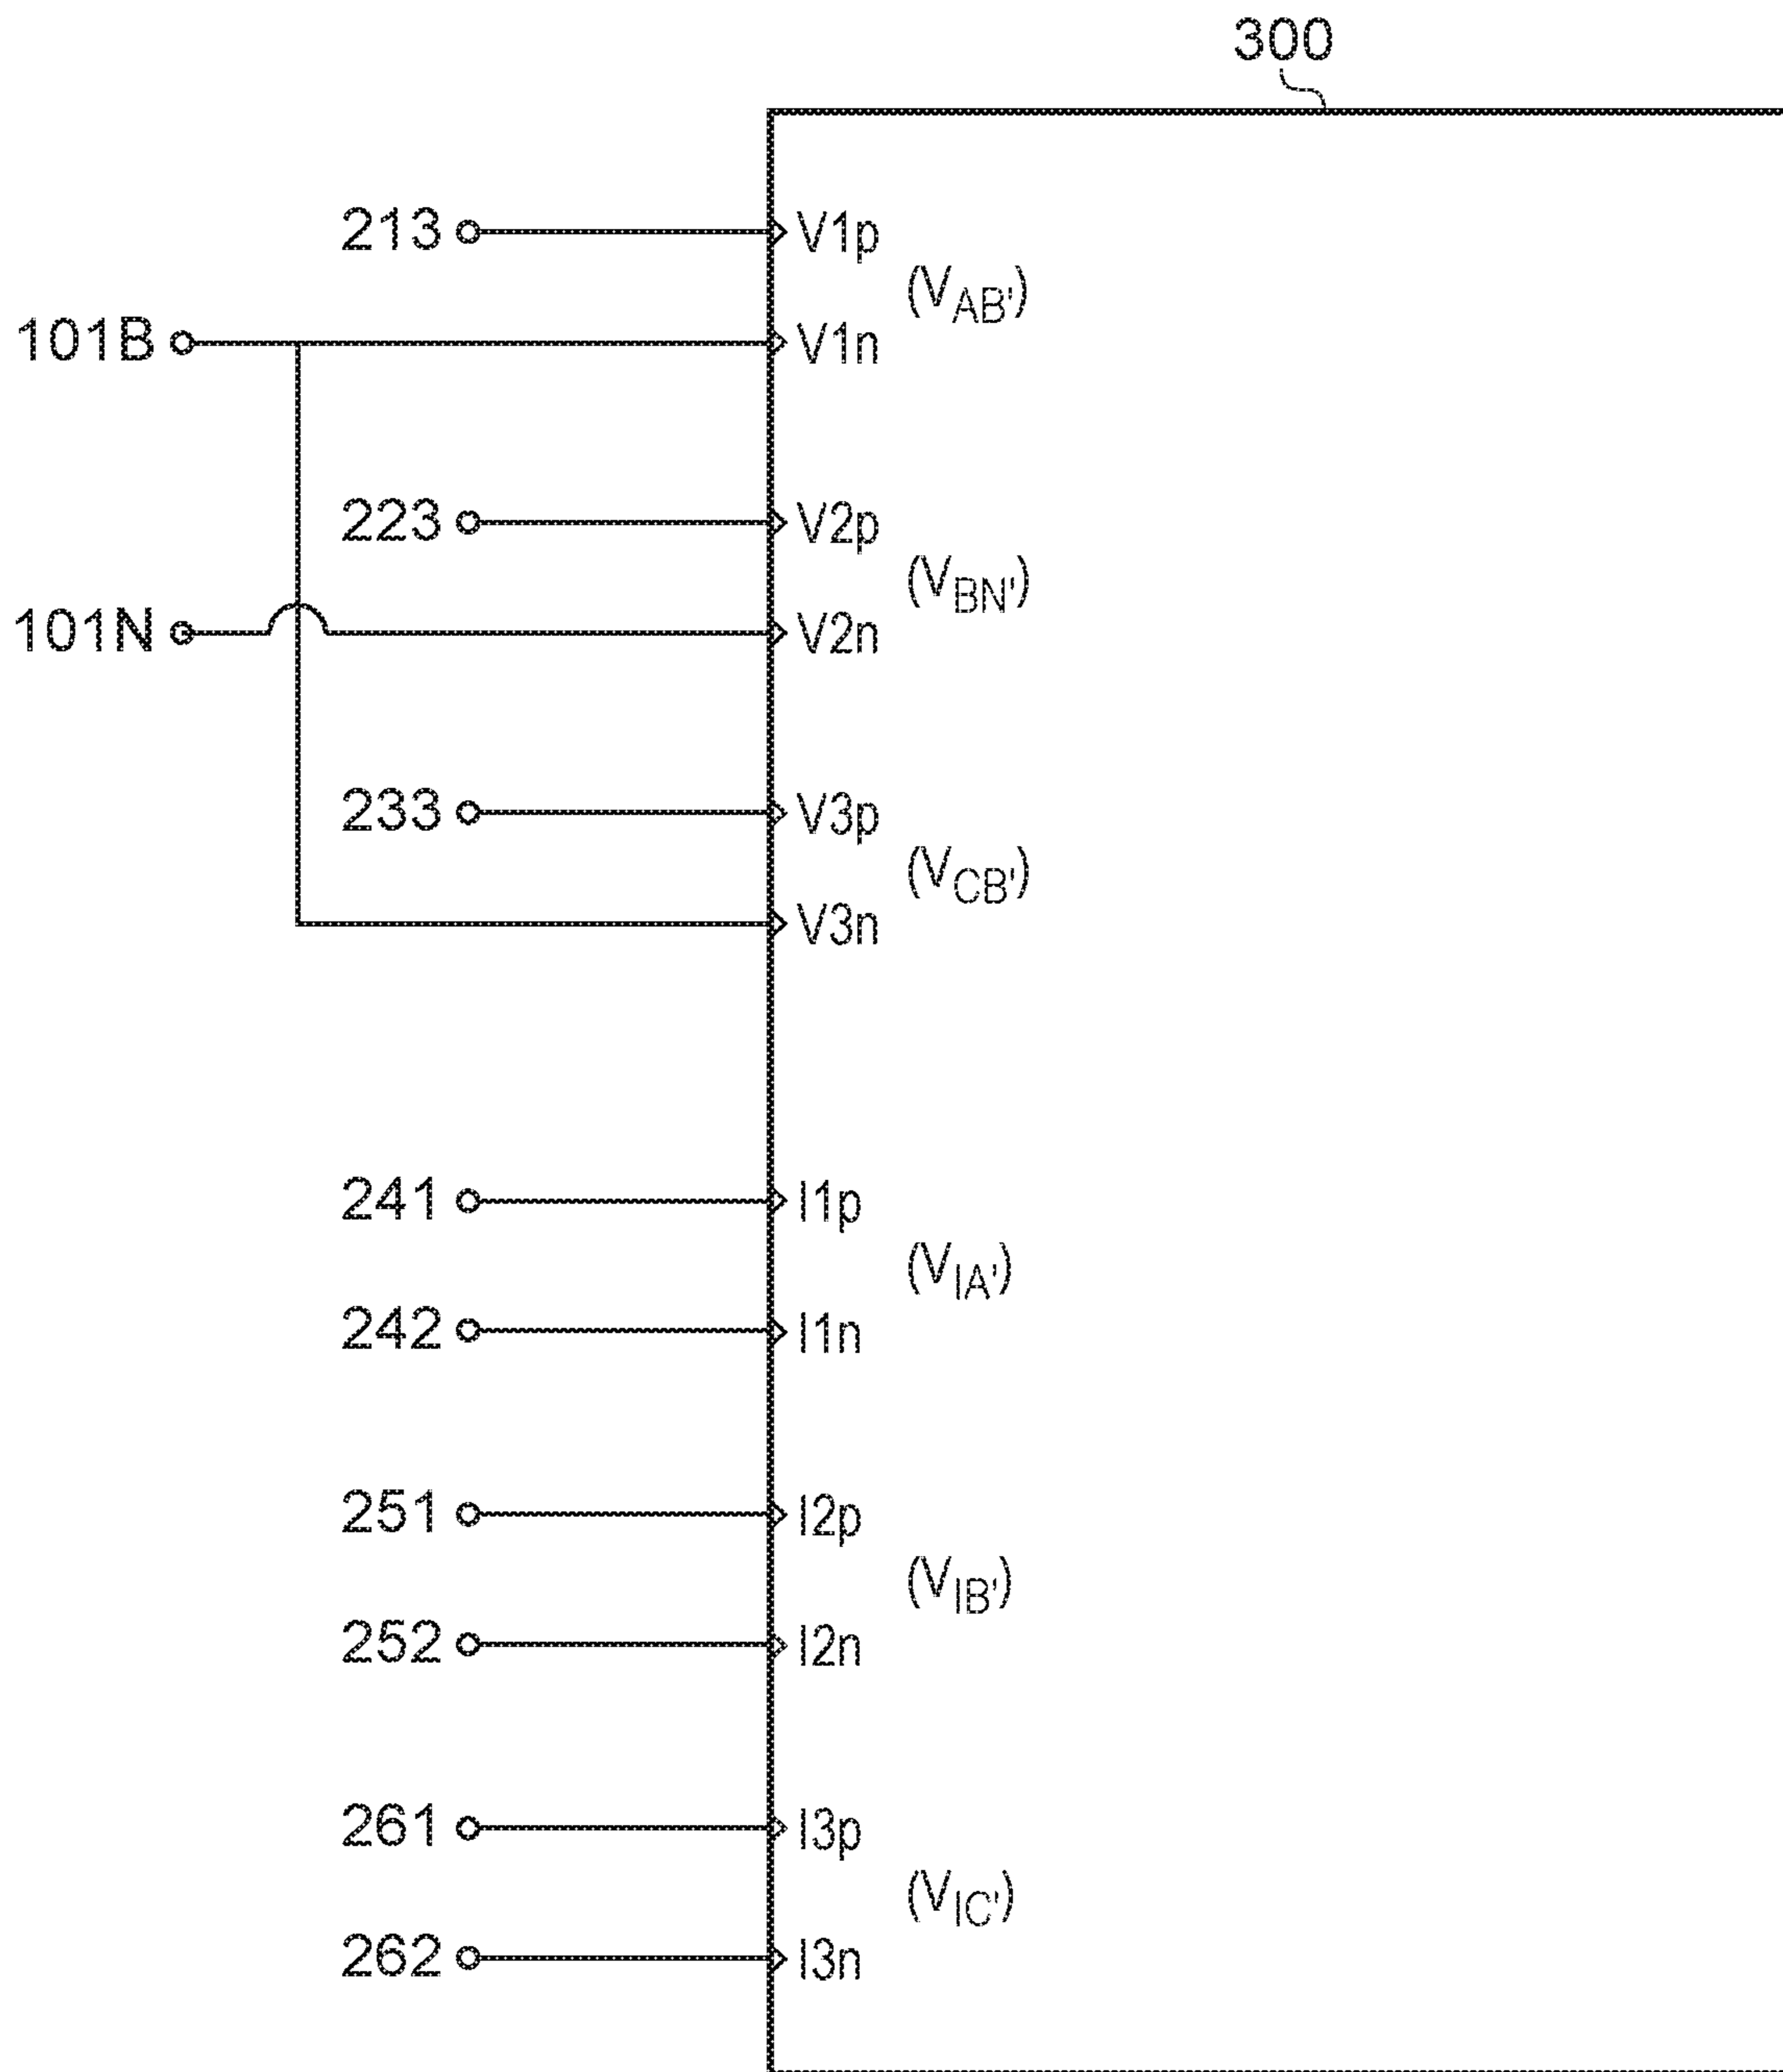 300
213 V1p
(VAB')
101B V1n
223 V2p
(VBN')
101N V2n
233 V3p
(VCB')
V3n
241 I1p
(VIA')
242 I1n
251 I2p
(VIB')
252 I2n
261 I3p
(VIC')
262 I3n